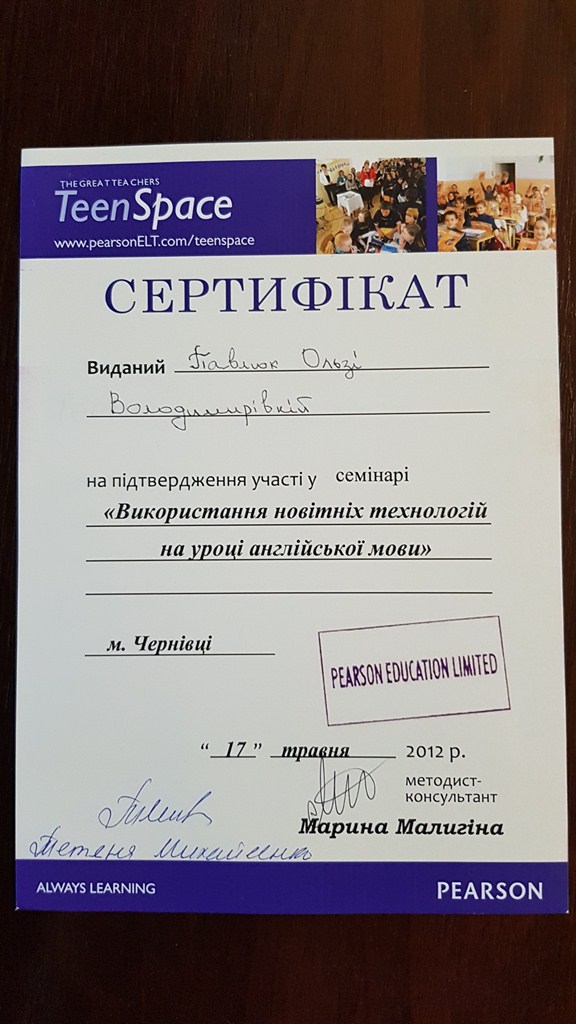 THE GREAT TEACHERS
TeenSpace
www.pearsonELT.com/teenspace
СЕРТИФІКАТ
Виданий Павлюк Ользі
Володимирівній
на підтвердження участі у семінарі
«Використання новітніх технологій
на уроці англійської мови»
м. Чернівці
PEARSON EDUCATION LIMITED
“ 17 ” травня 2012 р.
методист-
консультант
Марина Малигіна
Тетяна Михайленко
ALWAYS LEARNING
PEARSON